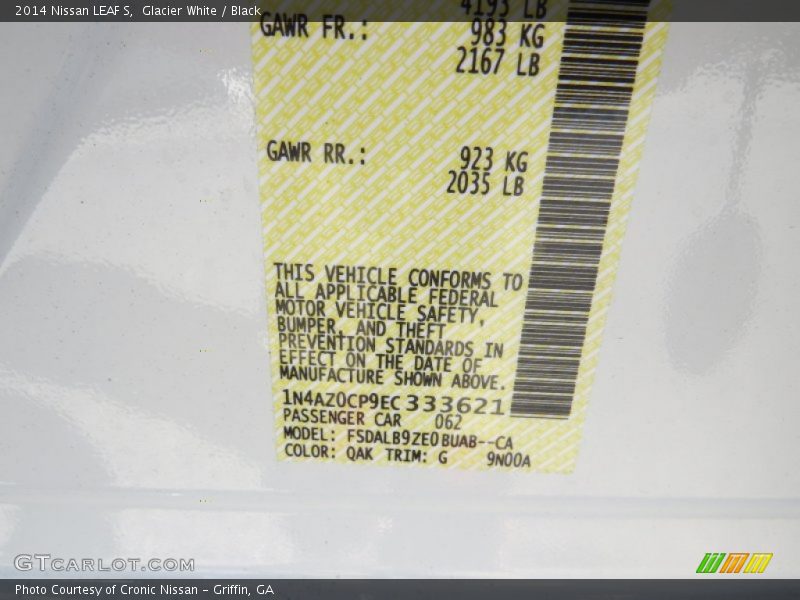 2014 Nissan LEAF S, Glacier White / Black
4193 LB
GAWR FR.: 983 KG
2167 LB
GAWR RR.: 923 KG
2035 LB
THIS VEHICLE CONFORMS TO
ALL APPLICABLE FEDERAL
MOTOR VEHICLE SAFETY,
BUMPER, AND THEFT
PREVENTION STANDARDS IN
EFFECT ON THE DATE OF
MANUFACTURE SHOWN ABOVE.
1N4AZ0CP9EC333621
PASSENGER CAR 062
MODEL: FSDALB9ZE0BUAB--CA
COLOR: QAK TRIM: G 9N00A
GTCARLOT.COM
Photo Courtesy of Cronic Nissan - Griffin, GA